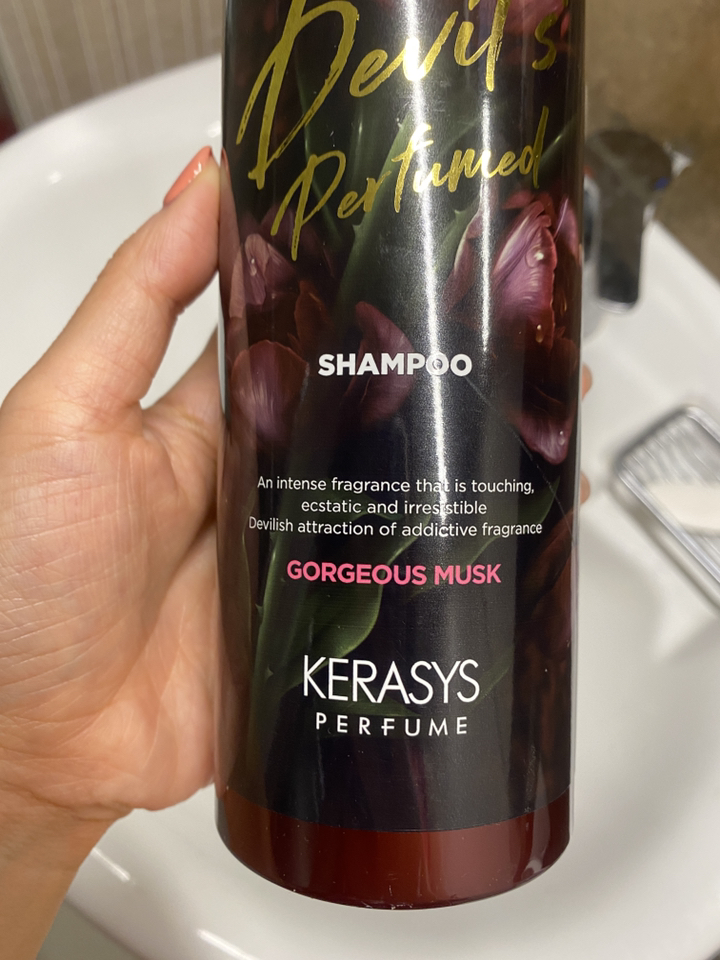 Devil's
Perfumed
SHAMPOO
An intense fragrance that is touching,
ecstatic and irresistible
Devilish attraction of addictive fragrance
GORGEOUS MUSK
KERASYS
PERFUME